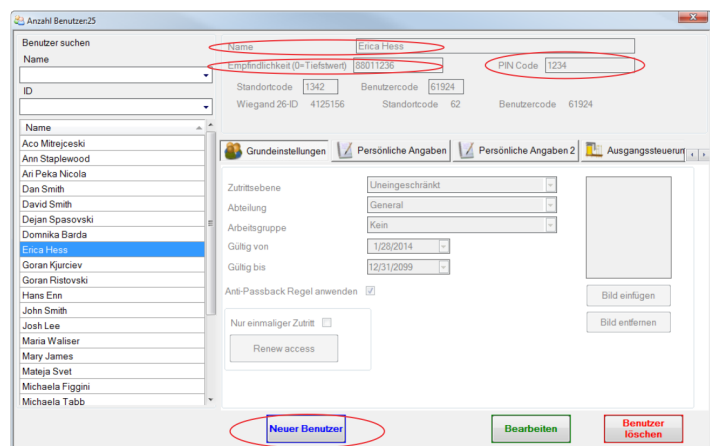 Anzahl Benutzer:25
Benutzer suchen
Name
ID
Name
Aco Mitrejceski
Ann Staplewood
Ari Peka Nicola
Dan Smith
David Smith
Dejan Spasovski
Domnika Barda
Erica Hess
Goran Kjurciev
Goran Ristovski
Hans Enn
John Smith
Josh Lee
Maria Waliser
Mary James
Mateja Svet
Michaela Figgini
Michaela Tabb
Name Erica Hess
Empfindlichkeit (0=Tiefstwert) 88011236 PIN Code 1234
Standortcode 1342 Benutzercode 61924
Wiegand 26-ID 4125156 Standortcode 62 Benutzercode 61924
Grundeinstellungen Persönliche Angaben Persönliche Angaben 2 Ausgangssteuerun
Zutrittsebene Uneingeschränkt
Abteilung General
Arbeitsgruppe Kein
Gültig von 1/28/2014
Gültig bis 12/31/2099
Anti-Passback Regel anwenden
Bild einfügen
Nur einmaliger Zutritt
Bild entfernen
Renew access
Neuer Benutzer
Bearbeiten
Benutzer
löschen